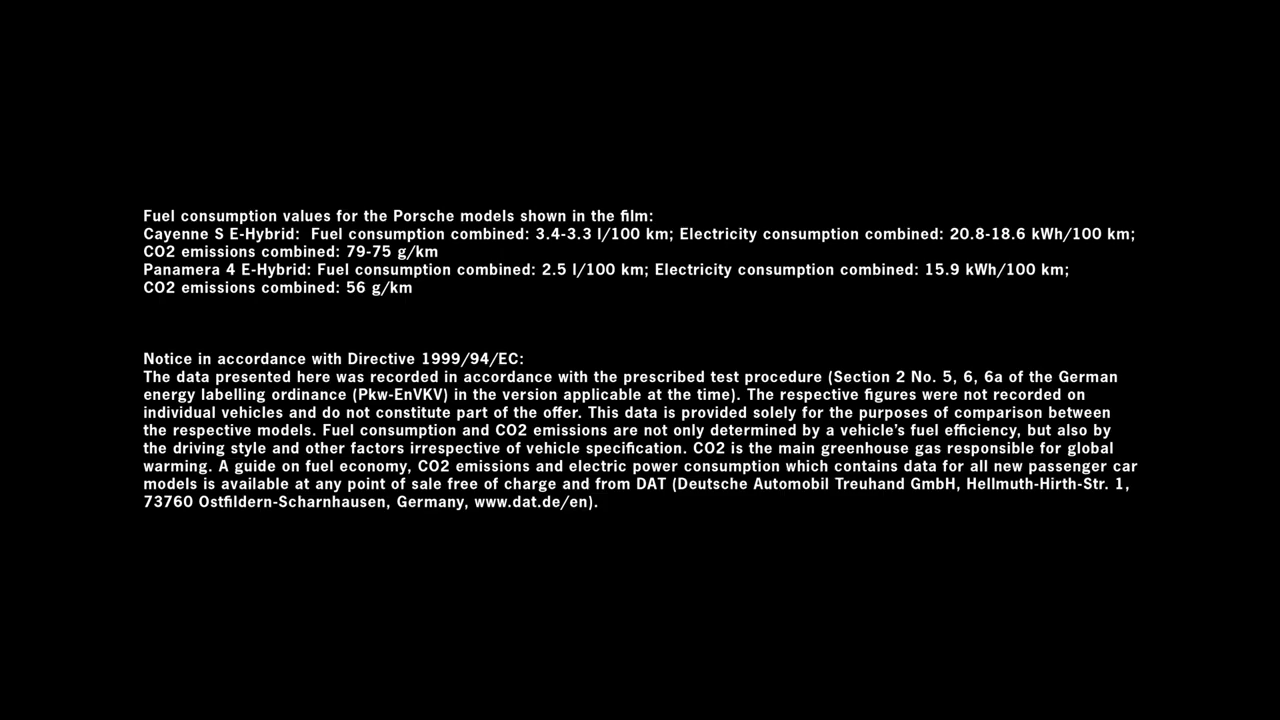 Fuel consumption values for the Porsche models shown in the film:
Cayenne S E-Hybrid:  Fuel consumption combined: 3.4-3.3 l/100 km; Electricity consumption combined: 20.8-18.6 kWh/100 km;
CO2 emissions combined: 79-75 g/km
Panamera 4 E-Hybrid: Fuel consumption combined: 2.5 l/100 km; Electricity consumption combined: 15.9 kWh/100 km;
CO2 emissions combined: 56 g/km
Notice in accordance with Directive 1999/94/EC:
The data presented here was recorded in accordance with the prescribed test procedure (Section 2 No. 5, 6, 6a of the German
energy labelling ordinance (Pkw-EnVKV) in the version applicable at the time). The respective figures were not recorded on
individual vehicles and do not constitute part of the offer. This data is provided solely for the purposes of comparison between
the respective models. Fuel consumption and CO2 emissions are not only determined by a vehicle's fuel efficiency, but also by
the driving style and other factors irrespective of vehicle specification. CO2 is the main greenhouse gas responsible for global
warming. A guide on fuel economy, CO2 emissions and electric power consumption which contains data for all new passenger car
models is available at any point of sale free of charge and from DAT (Deutsche Automobil Treuhand GmbH, Hellmuth-Hirth-Str. 1,
73760 Ostfildern-Scharnhausen, Germany, www.dat.de/en).